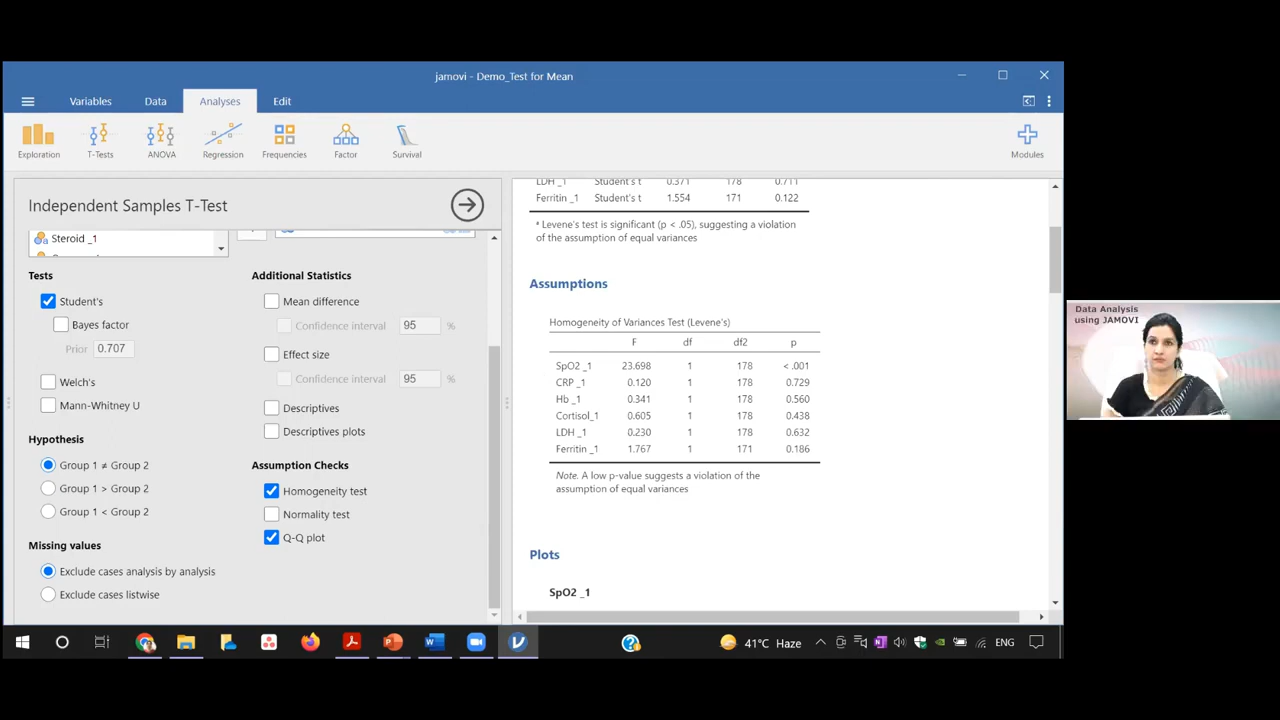 jamovi - Demo_Test for Mean
Variables Data Analyses Edit
Exploration T-Tests ANOVA Regression Frequencies Factor Survival Modules
Independent Samples T-Test
Steroid _1
Tests
Student's
Bayes factor
Prior 0.707
Welch's
Mann-Whitney U
Hypothesis
Group 1 ≠ Group 2
Group 1 > Group 2
Group 1 < Group 2
Missing values
Exclude cases analysis by analysis
Exclude cases listwise
Additional Statistics
Mean difference
Confidence interval 95 %
Effect size
Confidence interval 95 %
Descriptives
Descriptives plots
Assumption Checks
Homogeneity test
Normality test
Q-Q plot
LDH _1 Student's t 0.371 178 0.711
Ferritin _1 Student's t 1.554 171 0.122
ᵃ Levene's test is significant (p < .05), suggesting a violation
of the assumption of equal variances
Assumptions
Homogeneity of Variances Test (Levene's)
F df df2 p
SpO2 _1 23.698 1 178 < .001
CRP _1 0.120 1 178 0.729
Hb _1 0.341 1 178 0.560
Cortisol_1 0.605 1 178 0.438
LDH _1 0.230 1 178 0.632
Ferritin _1 1.767 1 171 0.186
Note. A low p-value suggests a violation of the
assumption of equal variances
Plots
SpO2 _1
Data Analysis
using JAMOVI
41°C Haze ENG